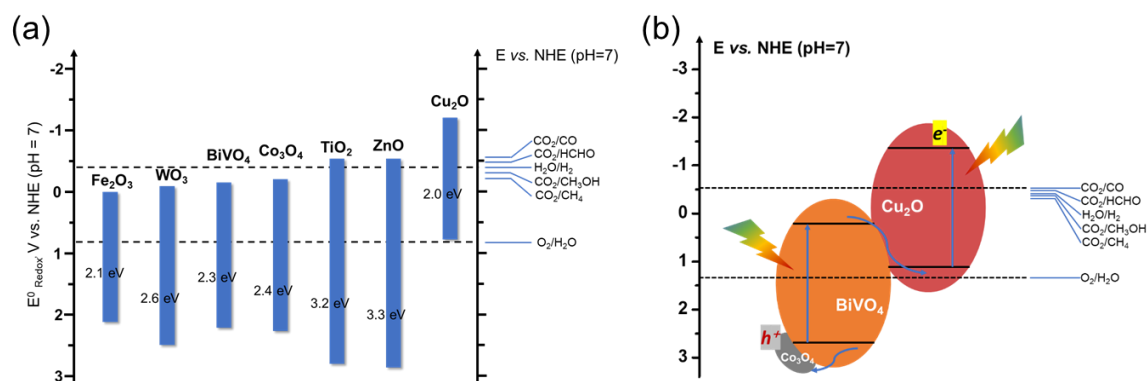 (a)
E⁰ Redox, V vs. NHE (pH = 7)
-2
-1
0
1
2
3
Fe₂O₃
WO₃
BiVO₄
Co₃O₄
TiO₂
ZnO
Cu₂O
2.1 eV
2.6 eV
2.3 eV
2.4 eV
3.2 eV
3.3 eV
2.0 eV
E vs. NHE (pH=7)
CO₂/CO
CO₂/HCHO
H₂O/H₂
CO₂/CH₃OH
CO₂/CH₄
O₂/H₂O
(b)
E vs. NHE (pH=7)
-3
-2
-1
0
1
2
3
e⁻
Cu₂O
BiVO₄
h⁺
Co₃O₄
CO₂/CO
CO₂/HCHO
H₂O/H₂
CO₂/CH₃OH
CO₂/CH₄
O₂/H₂O